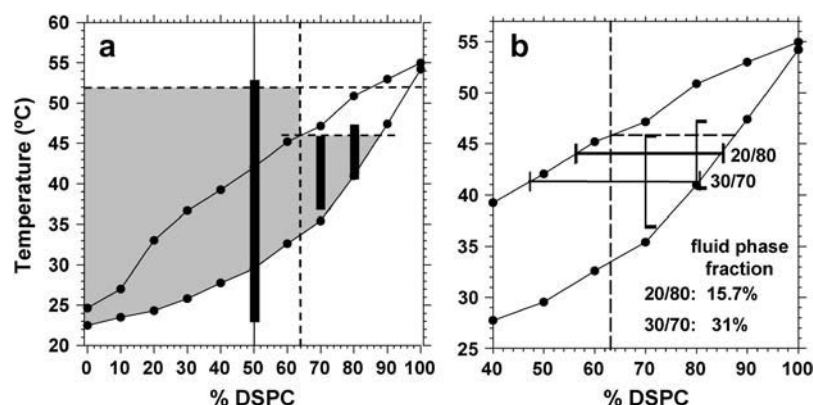 a
Temperature (ºC)
60
55
50
45
40
35
30
25
20
0 10 20 30 40 50 60 70 80 90 100
% DSPC
b
55
50
45
40
35
30
25
20/80
30/70
fluid phase
fraction
20/80: 15.7%
30/70: 31%
40 50 60 70 80 90 100
% DSPC